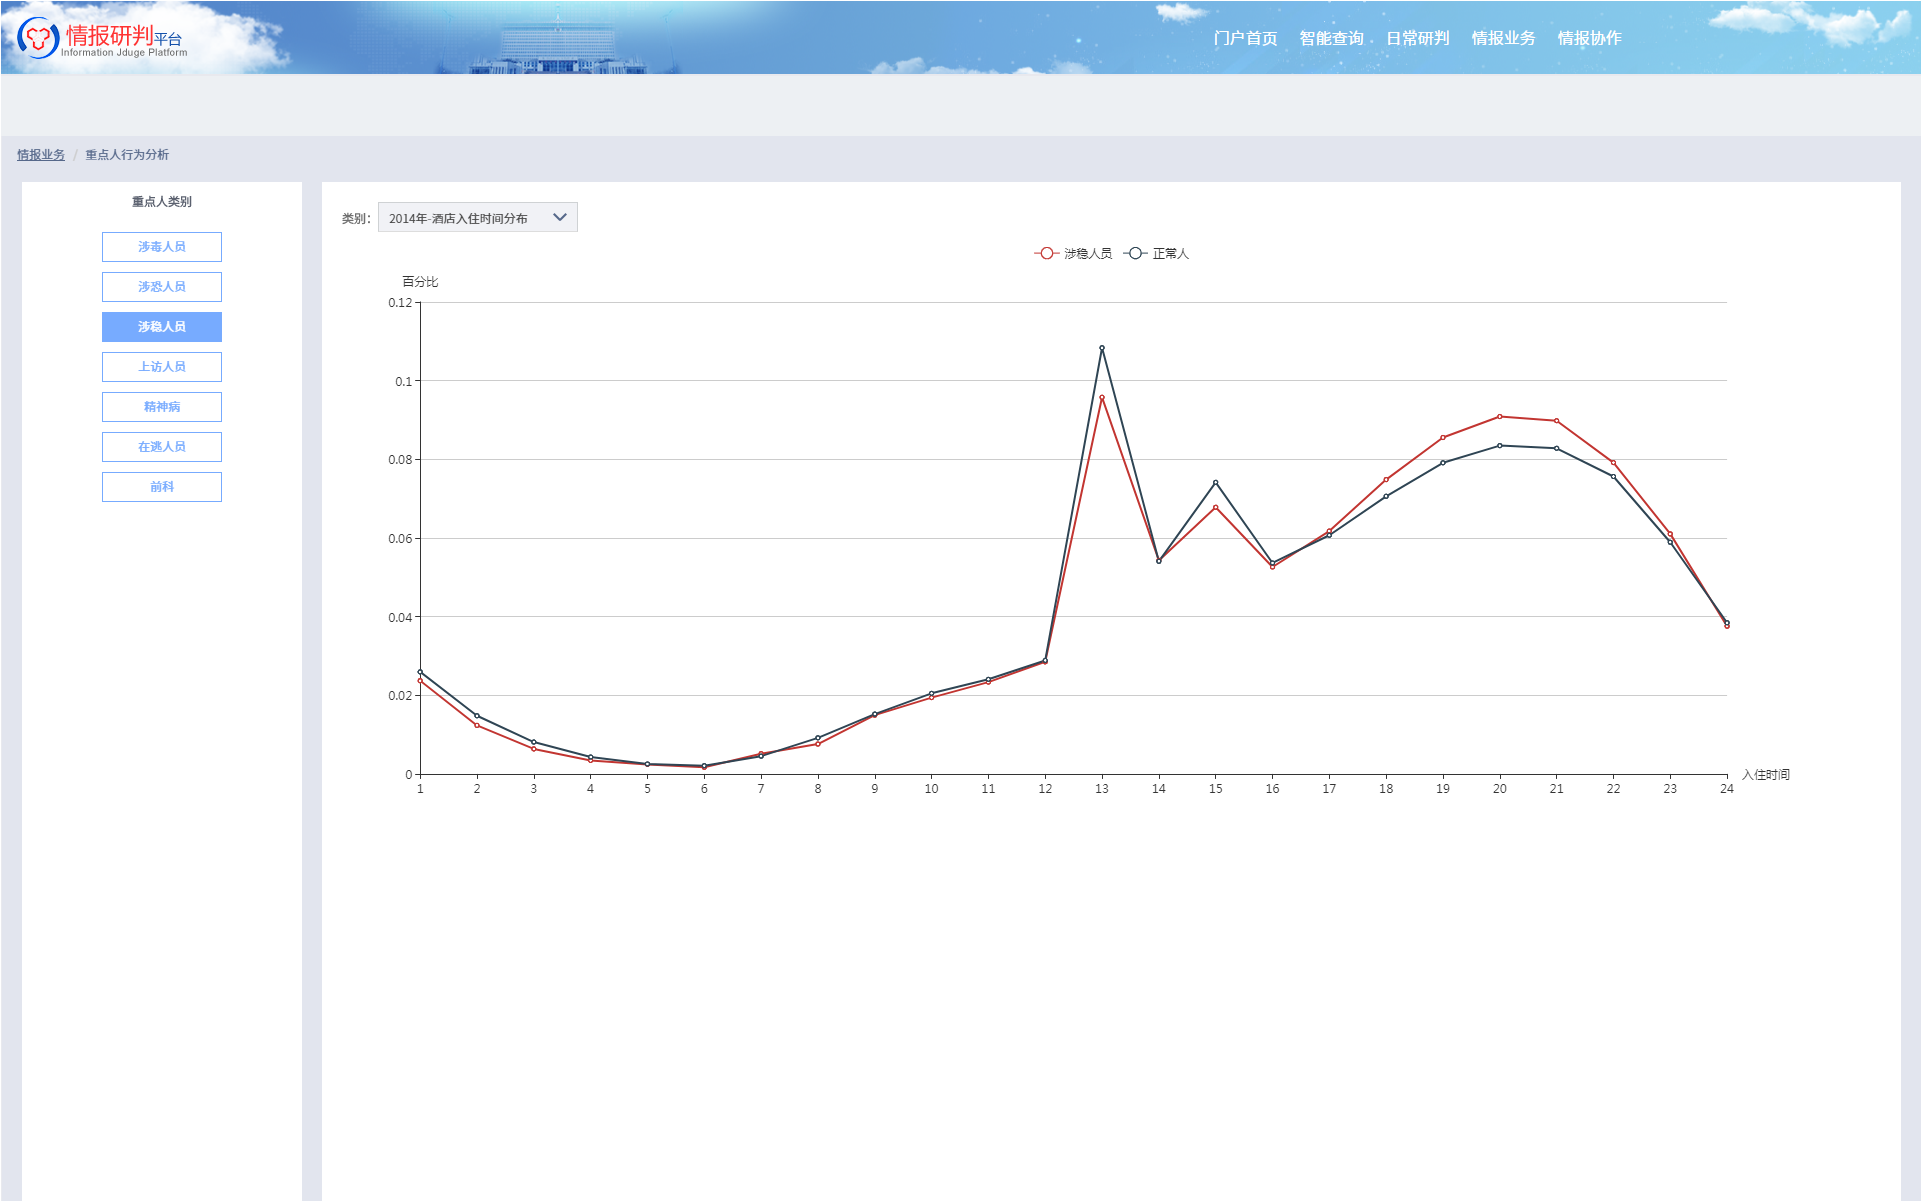 情报研判平台
Information Jduge Platform
门户首页 智能查询 日常研判 情报业务 情报协作
情报业务 / 重点人行为分析
重点人类别
涉毒人员
涉恐人员
涉稳人员
上访人员
精神病
在逃人员
前科
类别: 2014年-酒店入住时间分布
涉稳人员 正常人
百分比
0.12
0.1
0.08
0.06
0.04
0.02
0
1 2 3 4 5 6 7 8 9 10 11 12 13 14 15 16 17 18 19 20 21 22 23 24
入住时间